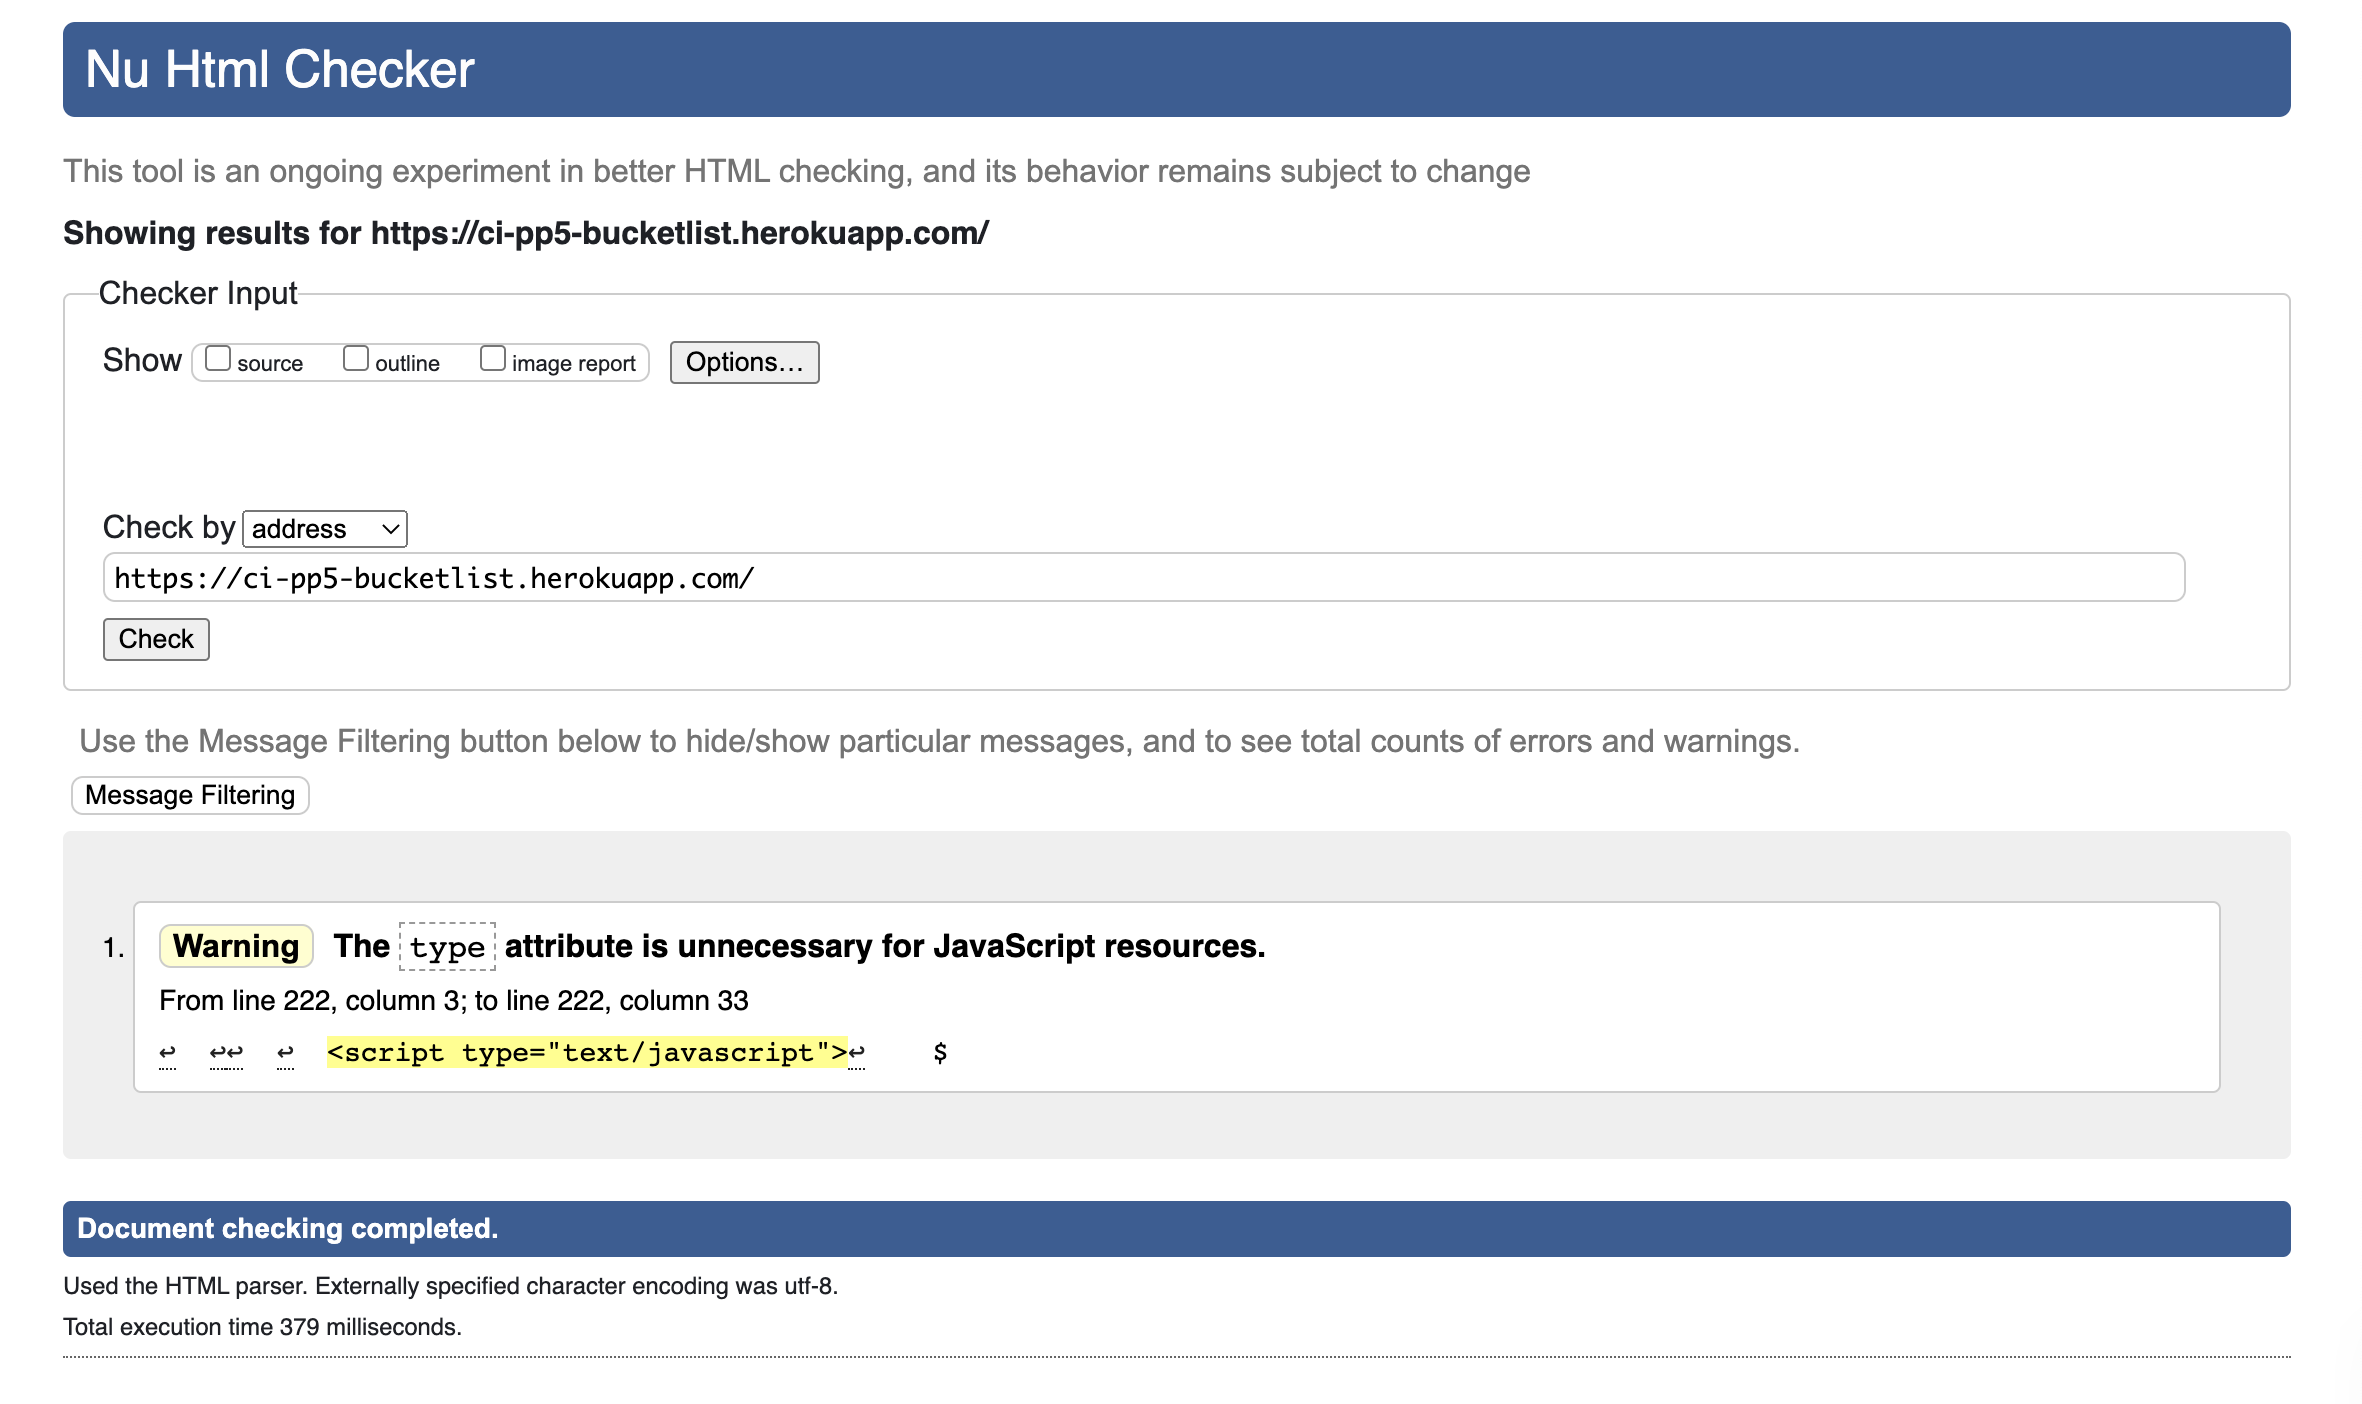 Nu Html Checker
This tool is an ongoing experiment in better HTML checking, and its behavior remains subject to change
Showing results for https://ci-pp5-bucketlist.herokuapp.com/
Checker Input
Show source outline image report Options...
Check by address
https://ci-pp5-bucketlist.herokuapp.com/
Check
Use the Message Filtering button below to hide/show particular messages, and to see total counts of errors and warnings.
Message Filtering
1. Warning The type attribute is unnecessary for JavaScript resources.
From line 222, column 3; to line 222, column 33
↩ ↩↩ ↩ <script type="text/javascript">↩ $
Document checking completed.
Used the HTML parser. Externally specified character encoding was utf-8.
Total execution time 379 milliseconds.